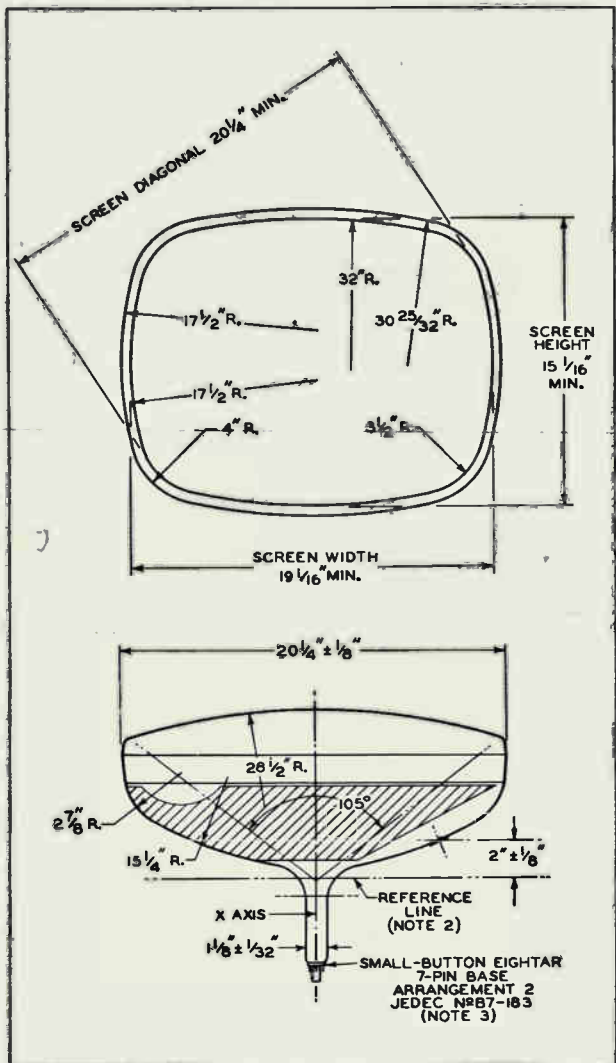 SCREEN DIAGONAL 20 1/4" MIN.
32" R.
30 25/32" R.
17 1/2" R.
17 1/2" R.
4" R.
3 1/2" R.
SCREEN
HEIGHT
15 1/16"
MIN.
SCREEN WIDTH
19 1/16" MIN.
20 1/4" ± 1/8"
28 1/2" R.
105°
2 7/8" R.
15 1/4" R.
2" ± 1/8"
REFERENCE
LINE
(NOTE 2)
X AXIS
1 1/8" ± 1/32"
SMALL-BUTTON EIGHTAR
7-PIN BASE
ARRANGEMENT 2
JEDEC Nº B7-183
(NOTE 3)